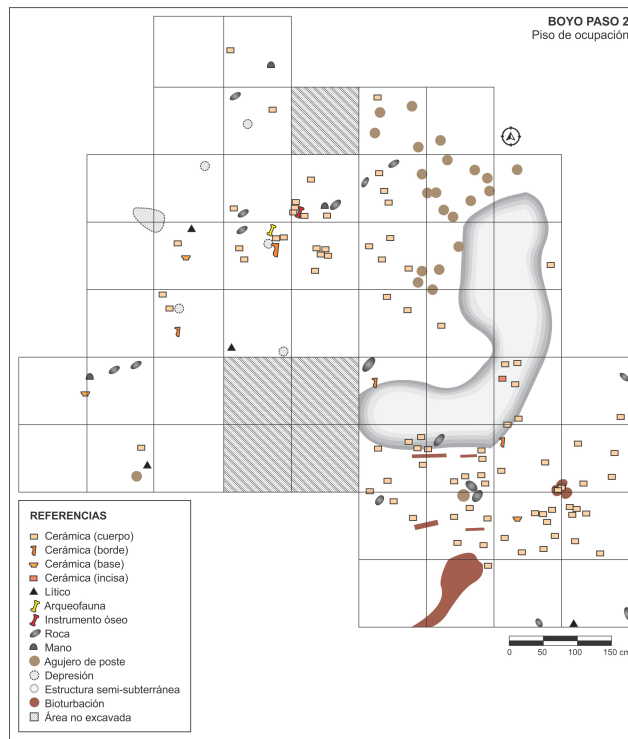 BOYO PASO 2
Piso de ocupación
REFERENCIAS
Cerámica (cuerpo)
Cerámica (borde)
Cerámica (base)
Cerámica (incisa)
Lítico
Arqueofauna
Instrumento óseo
Roca
Mano
Agujero de poste
Depresión
Estructura semi-subterránea
Bioturbación
Área no excavada
0 50 100 150 cm